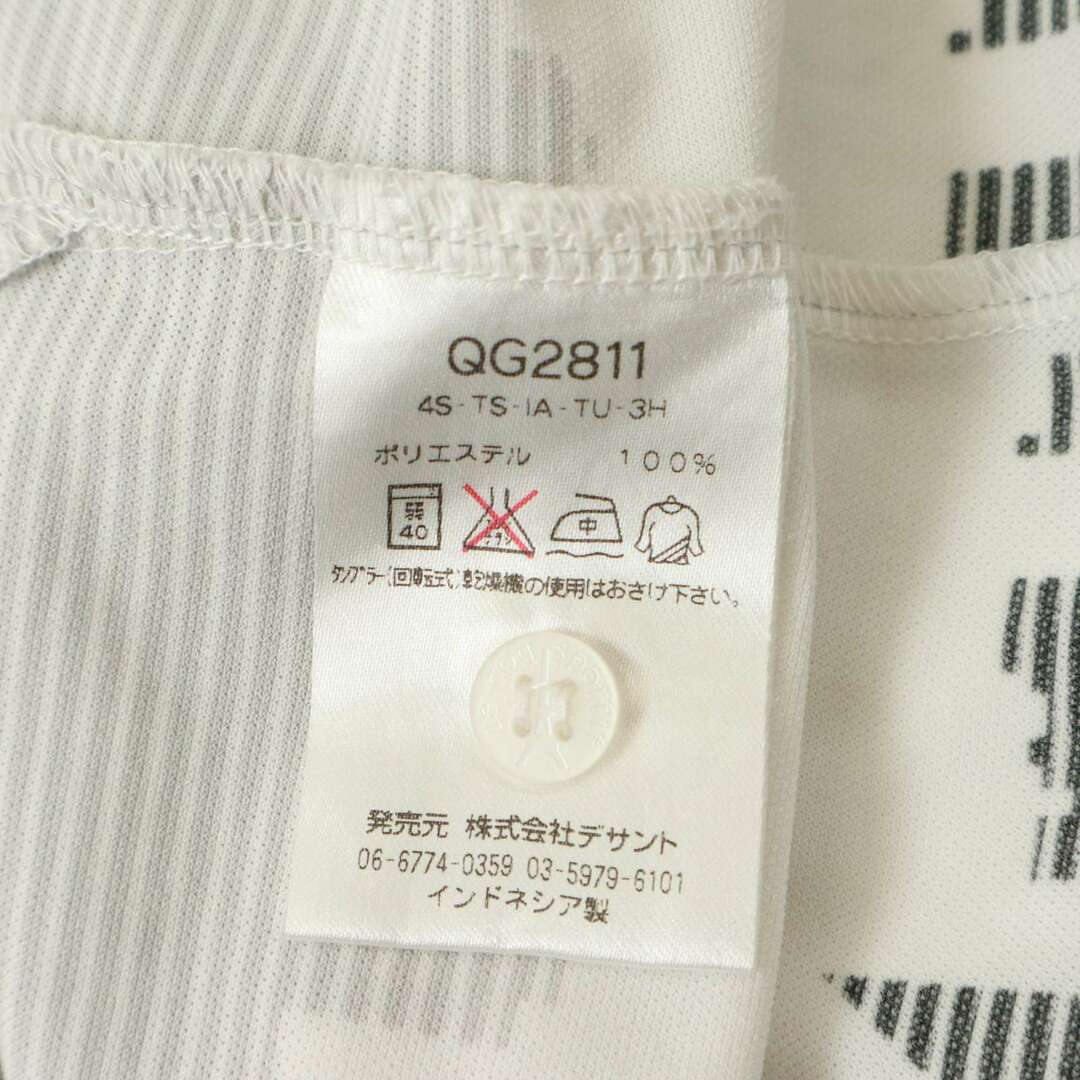 QG2811
4S-TS-IA-TU-3H
ポリエステル 100%
弱
40
中
タンブラー(回転式)乾燥機の使用はおさけ下さい。
発売元 株式会社デサント
06-6774-0359 03-5979-6101
インドネシア製